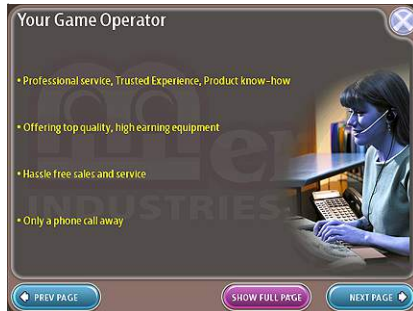 Your Game Operator
• Professional service, Trusted Experience, Product know-how
• Offering top quality, high earning equipment
• Hassle free sales and service
• Only a phone call away
INDUSTRIES
PREV PAGE
SHOW FULL PAGE
NEXT PAGE